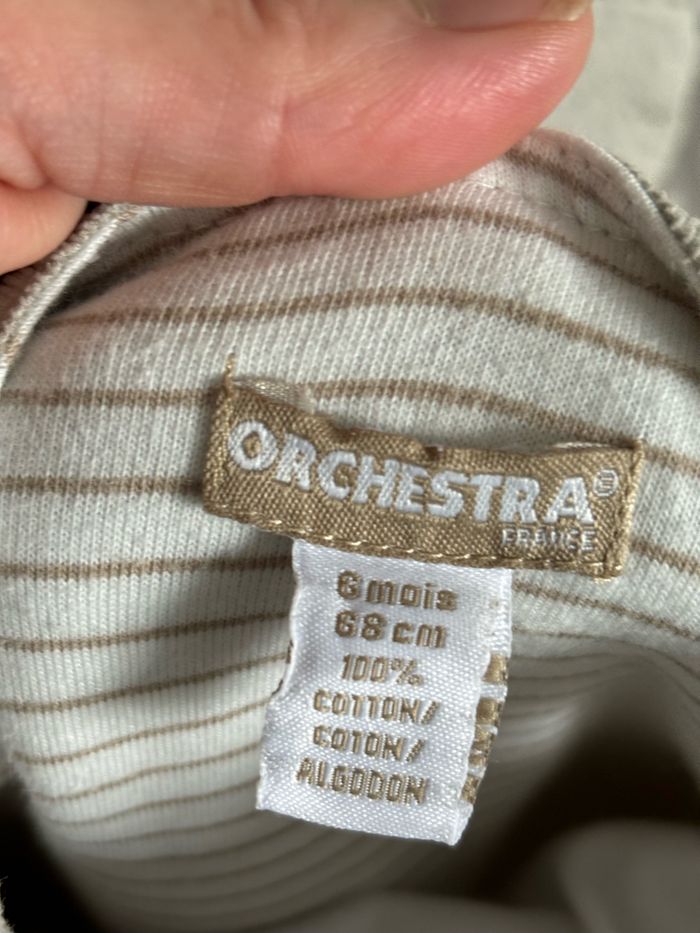 ORCHESTRA®
FRANCE
6 mois
68 cm
100%
COTTON/
COTON/
ALGODON